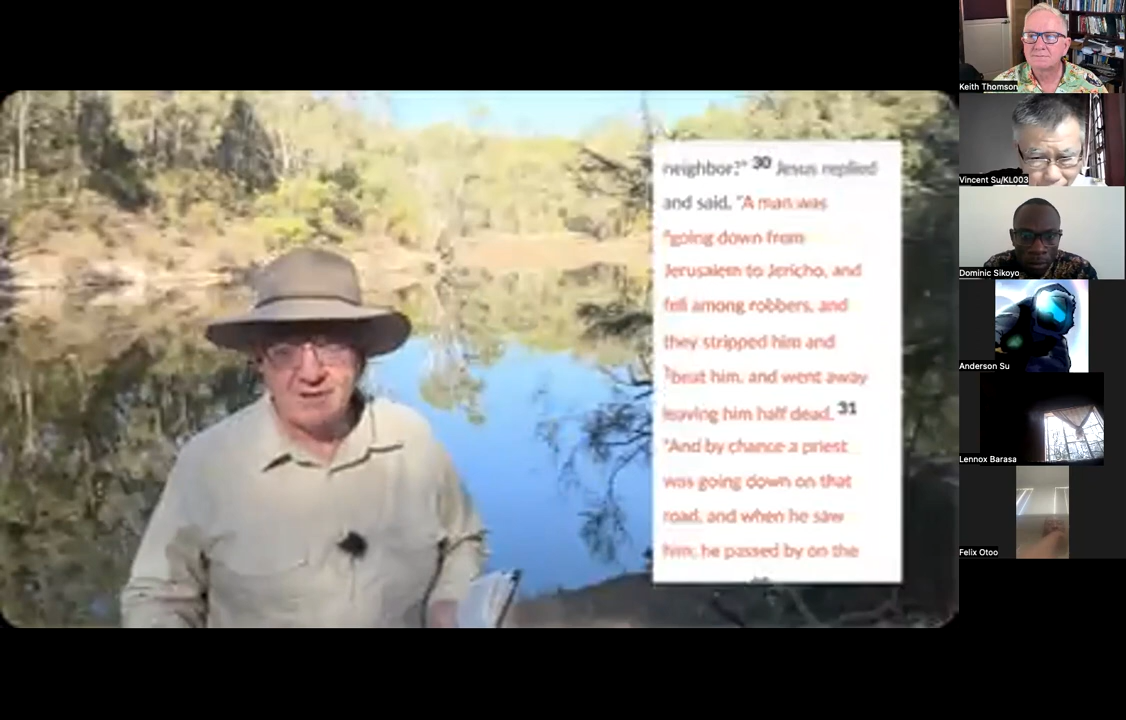 neighbor?" 30 Jesus replied
and said, "A man was
"going down from
Jerusalem to Jericho, and
fell among robbers, and
they stripped him and
beat him, and went away
leaving him half dead. 31
"And by chance a priest
was going down on that
road, and when he saw
him, he passed by on the
Keith Thomson
Vincent Su/KL003
Dominic Sikoyo
Anderson Su
Lennox Barasa
Felix Otoo